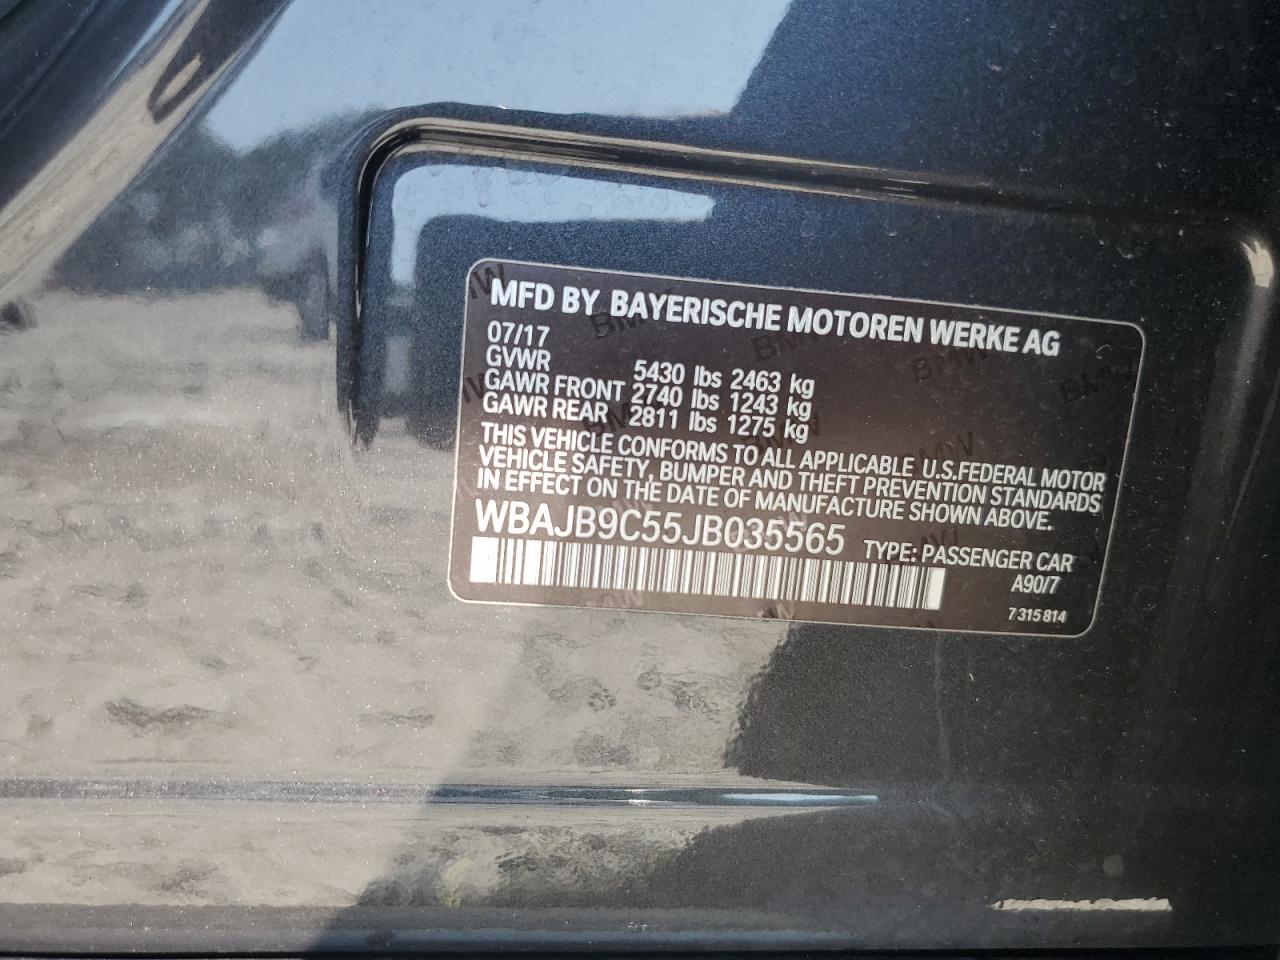 MFD BY BAYERISCHE MOTOREN WERKE AG
07/17
GVWR 5430 lbs 2463 kg
GAWR FRONT 2740 lbs 1243 kg
GAWR REAR 2811 lbs 1275 kg
THIS VEHICLE CONFORMS TO ALL APPLICABLE U.S.FEDERAL MOTOR
VEHICLE SAFETY, BUMPER AND THEFT PREVENTION STANDARDS
IN EFFECT ON THE DATE OF MANUFACTURE SHOWN ABOVE.
WBAJB9C55JB035565 TYPE: PASSENGER CAR
A90/7
7 315 814